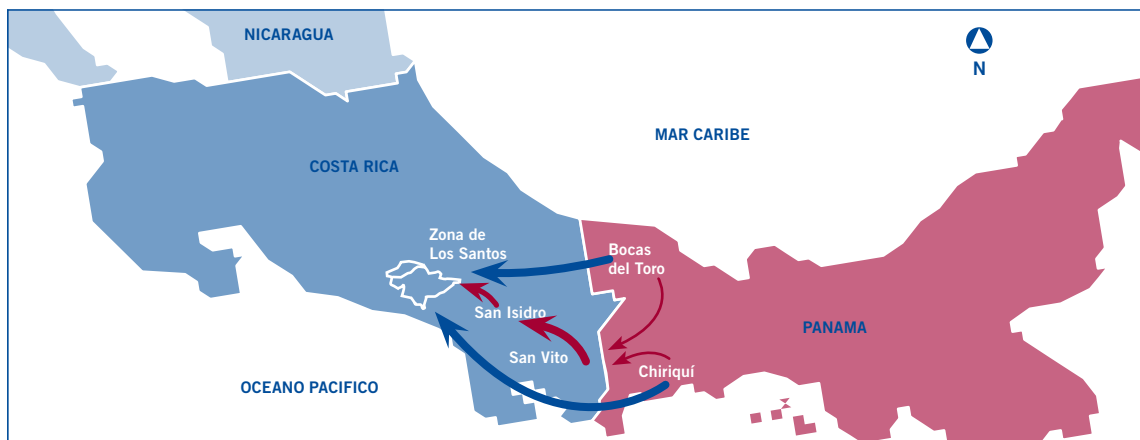 NICARAGUA
N
MAR CARIBE
COSTA RICA
Zona de
Los Santos
Bocas
del Toro
San Isidro
PANAMA
San Vito
Chiriquí
OCEANO PACIFICO